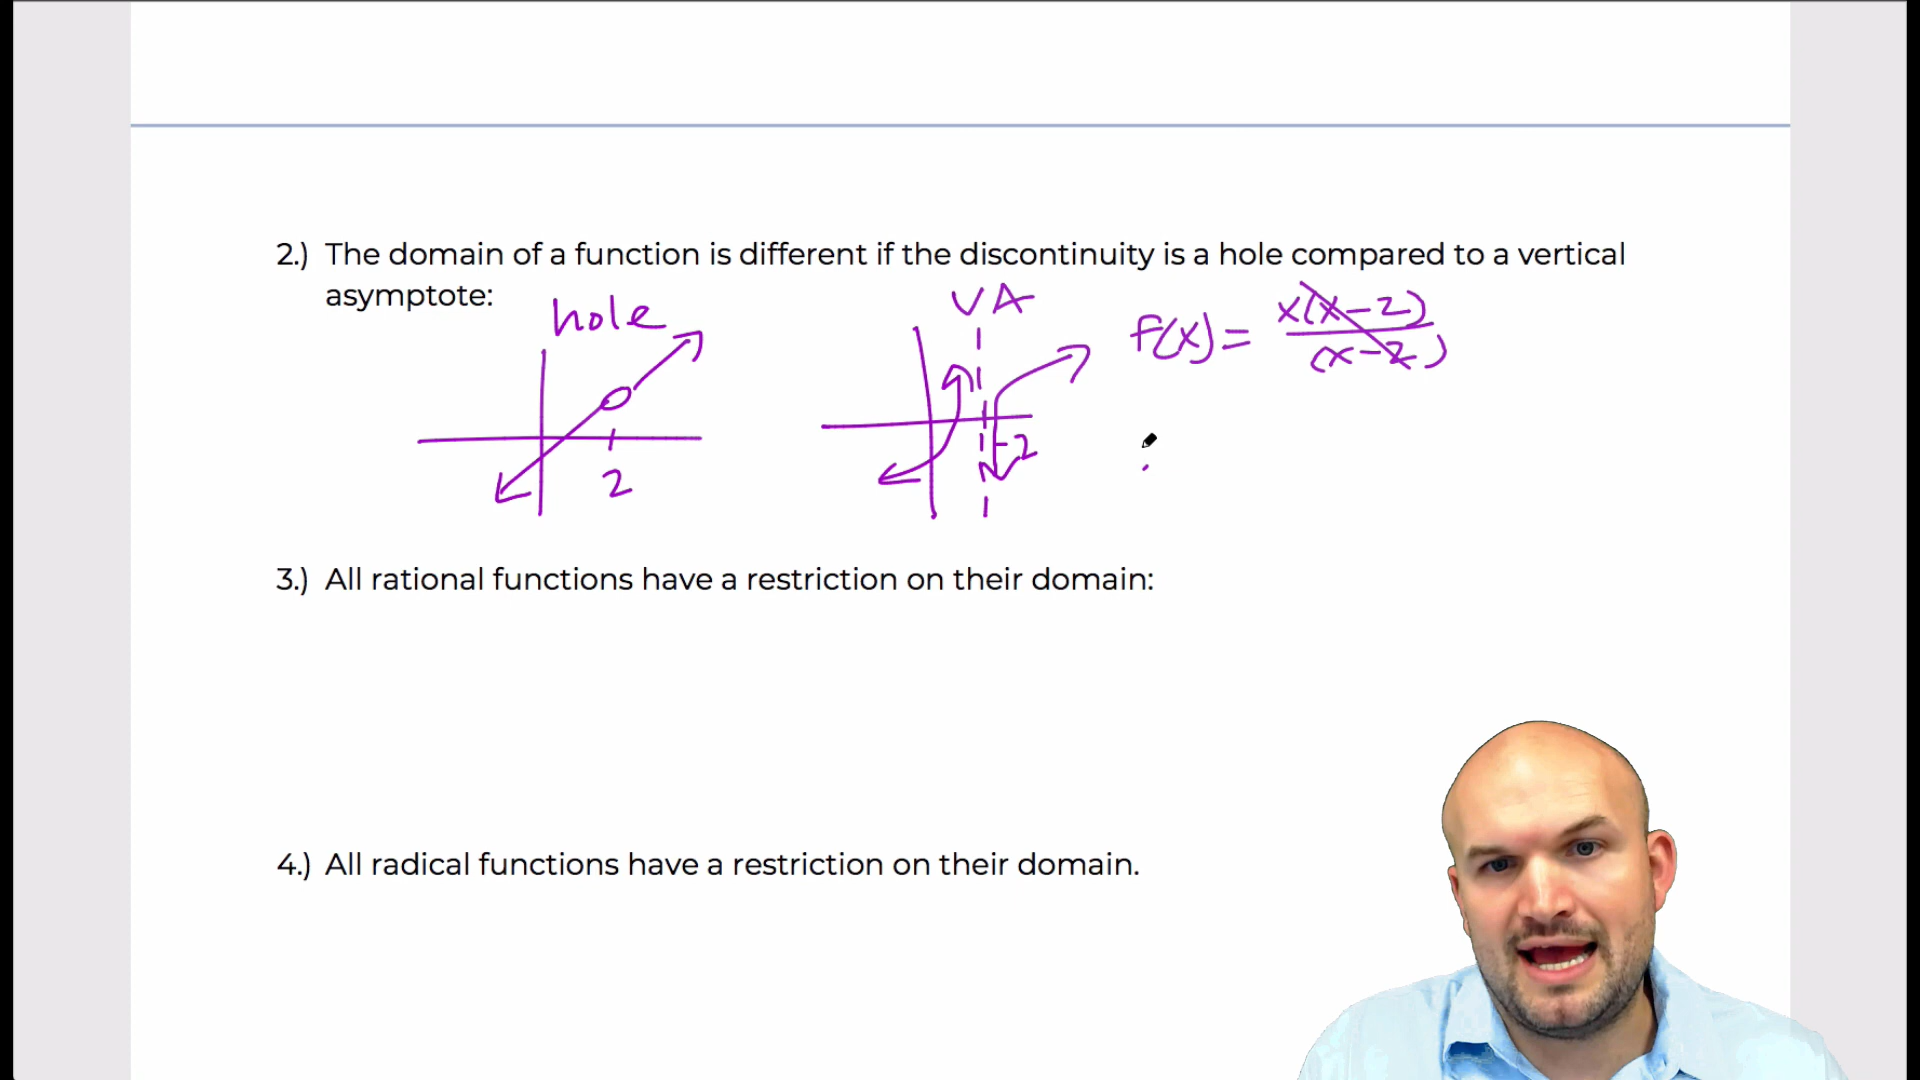 2.) The domain of a function is different if the discontinuity is a hole compared to a vertical
asymptote:
hole
VA
f(x) = x(x-2)
(x-2)
2
2
3.) All rational functions have a restriction on their domain:
4.) All radical functions have a restriction on their domain.